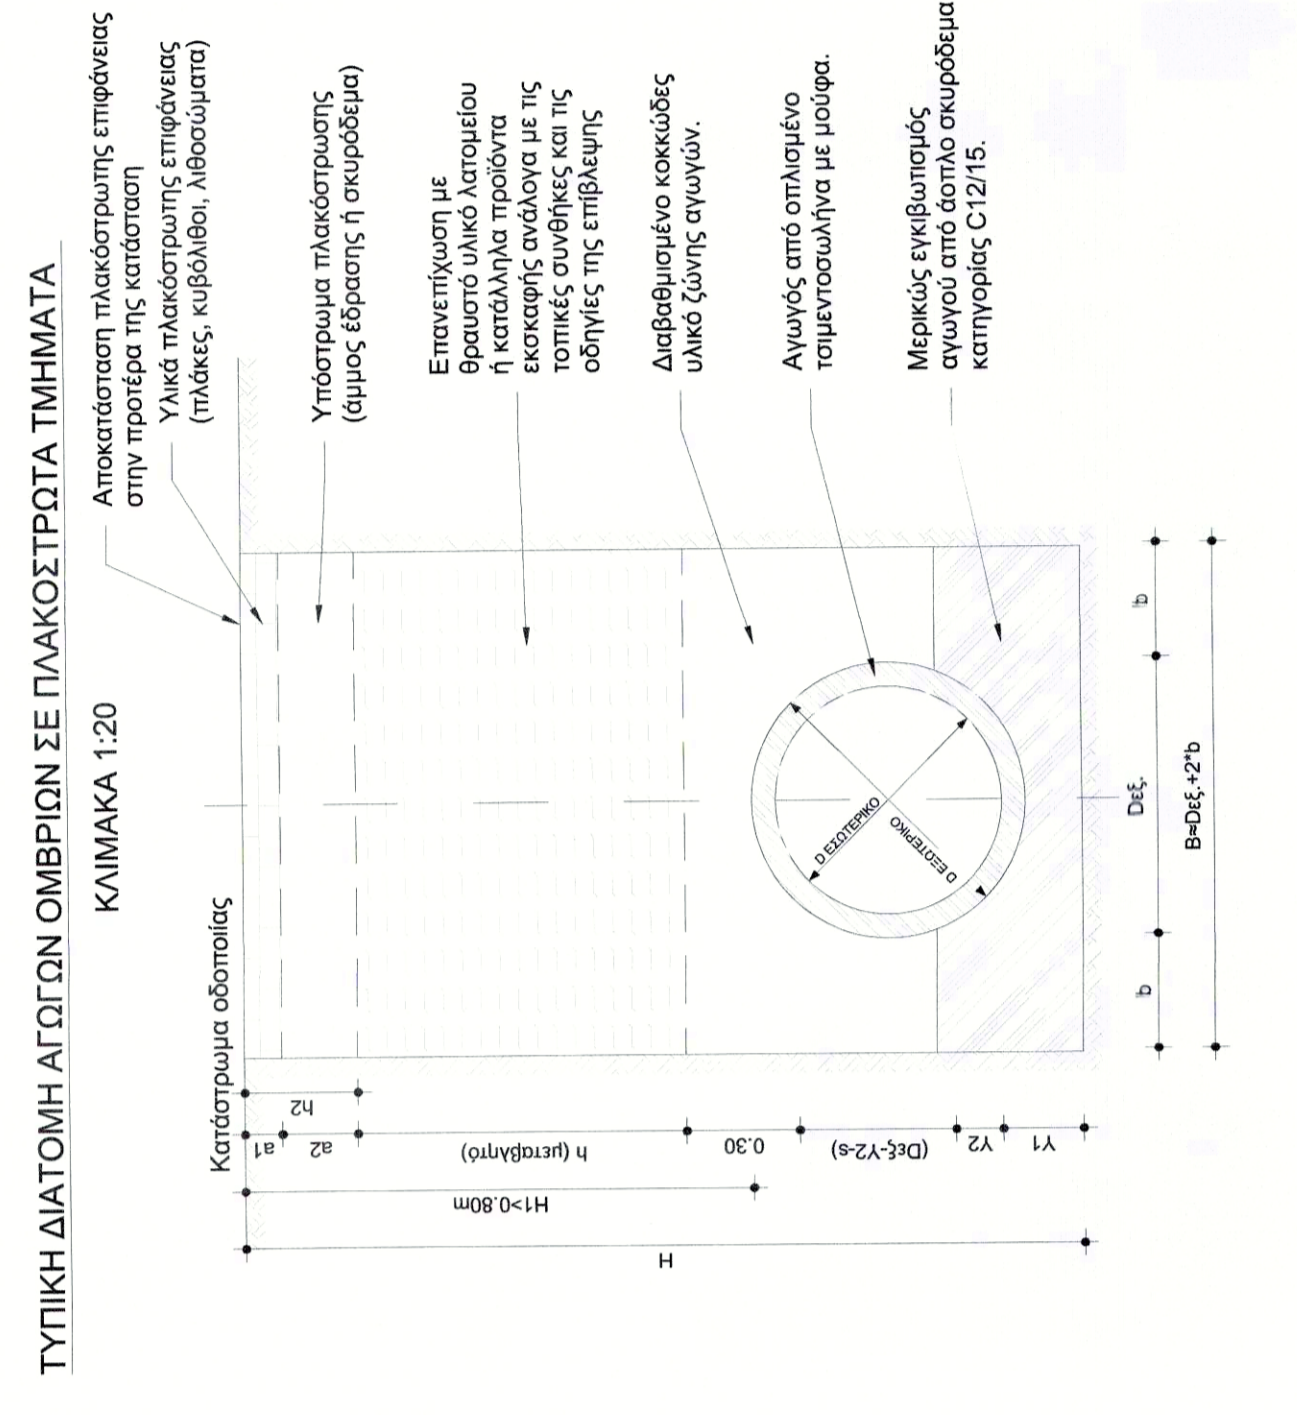 ΤΥΠΙΚΗ ΔΙΑΤΟΜΗ ΑΓΩΓΩΝ ΟΜΒΡΙΩΝ ΣΕ ΠΛΑΚΟΣΤΡΩΤΑ ΤΜΗΜΑΤΑ
ΚΛΙΜΑΚΑ 1:20
Κατάστρωμα οδοποιίας
Αποκατάσταση πλακόστρωτης επιφάνειας
στην προτέρα της κατάσταση
Υλικά πλακόστρωτης επιφάνειας
(πλάκες, κυβόλιθοι, λιθοσώματα)
Υπόστρωμα πλακόστρωσης
(άμμος έδρασης ή σκυρόδεμα)
Επανεπίχωση με
θραυστό υλικό λατομείου
ή κατάλληλα προϊόντα
εκσκαφής ανάλογα με τις
τοπικές συνθήκες και τις
οδηγίες της επίβλεψης
Διαβαθμισμένο κοκκώδες
υλικό ζώνης αγωγών.
Αγωγός από οπλισμένο
τσιμεντοσωλήνα με μούφα.
Μερικώς εγκιβωτισμός
αγωγού από άοπλο σκυρόδεμα
κατηγορίας C12/15.
D ΕΣΩΤΕΡΙΚΟ
D ΕΞΩΤΕΡΙΚΟ
h2
a1
a2
h (μεταβλητό)
0.30
(Dεξ-Y2-s)
Y2
Y1
H1>0.80m
H
b
Dεξ.
b
B≈Dεξ.+2*b